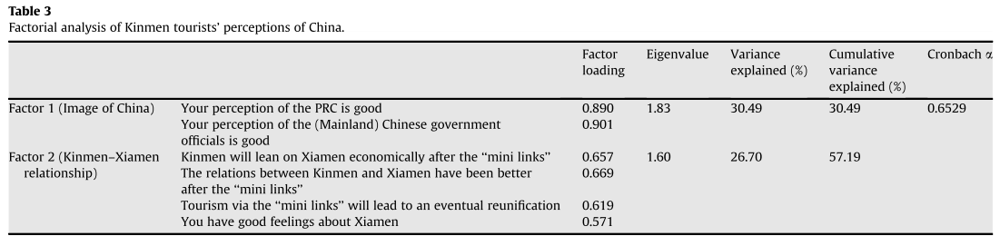 Table 3
Factorial analysis of Kinmen tourists' perceptions of China.
Factor loading Eigenvalue Variance explained (%) Cumulative variance explained (%) Cronbach α
Factor 1 (Image of China) Your perception of the PRC is good 0.890 1.83 30.49 30.49 0.6529
Your perception of the (Mainland) Chinese government officials is good 0.901
Factor 2 (Kinmen–Xiamen relationship) Kinmen will lean on Xiamen economically after the "mini links" 0.657 1.60 26.70 57.19
The relations between Kinmen and Xiamen have been better after the "mini links" 0.669
Tourism via the "mini links" will lead to an eventual reunification 0.619
You have good feelings about Xiamen 0.571